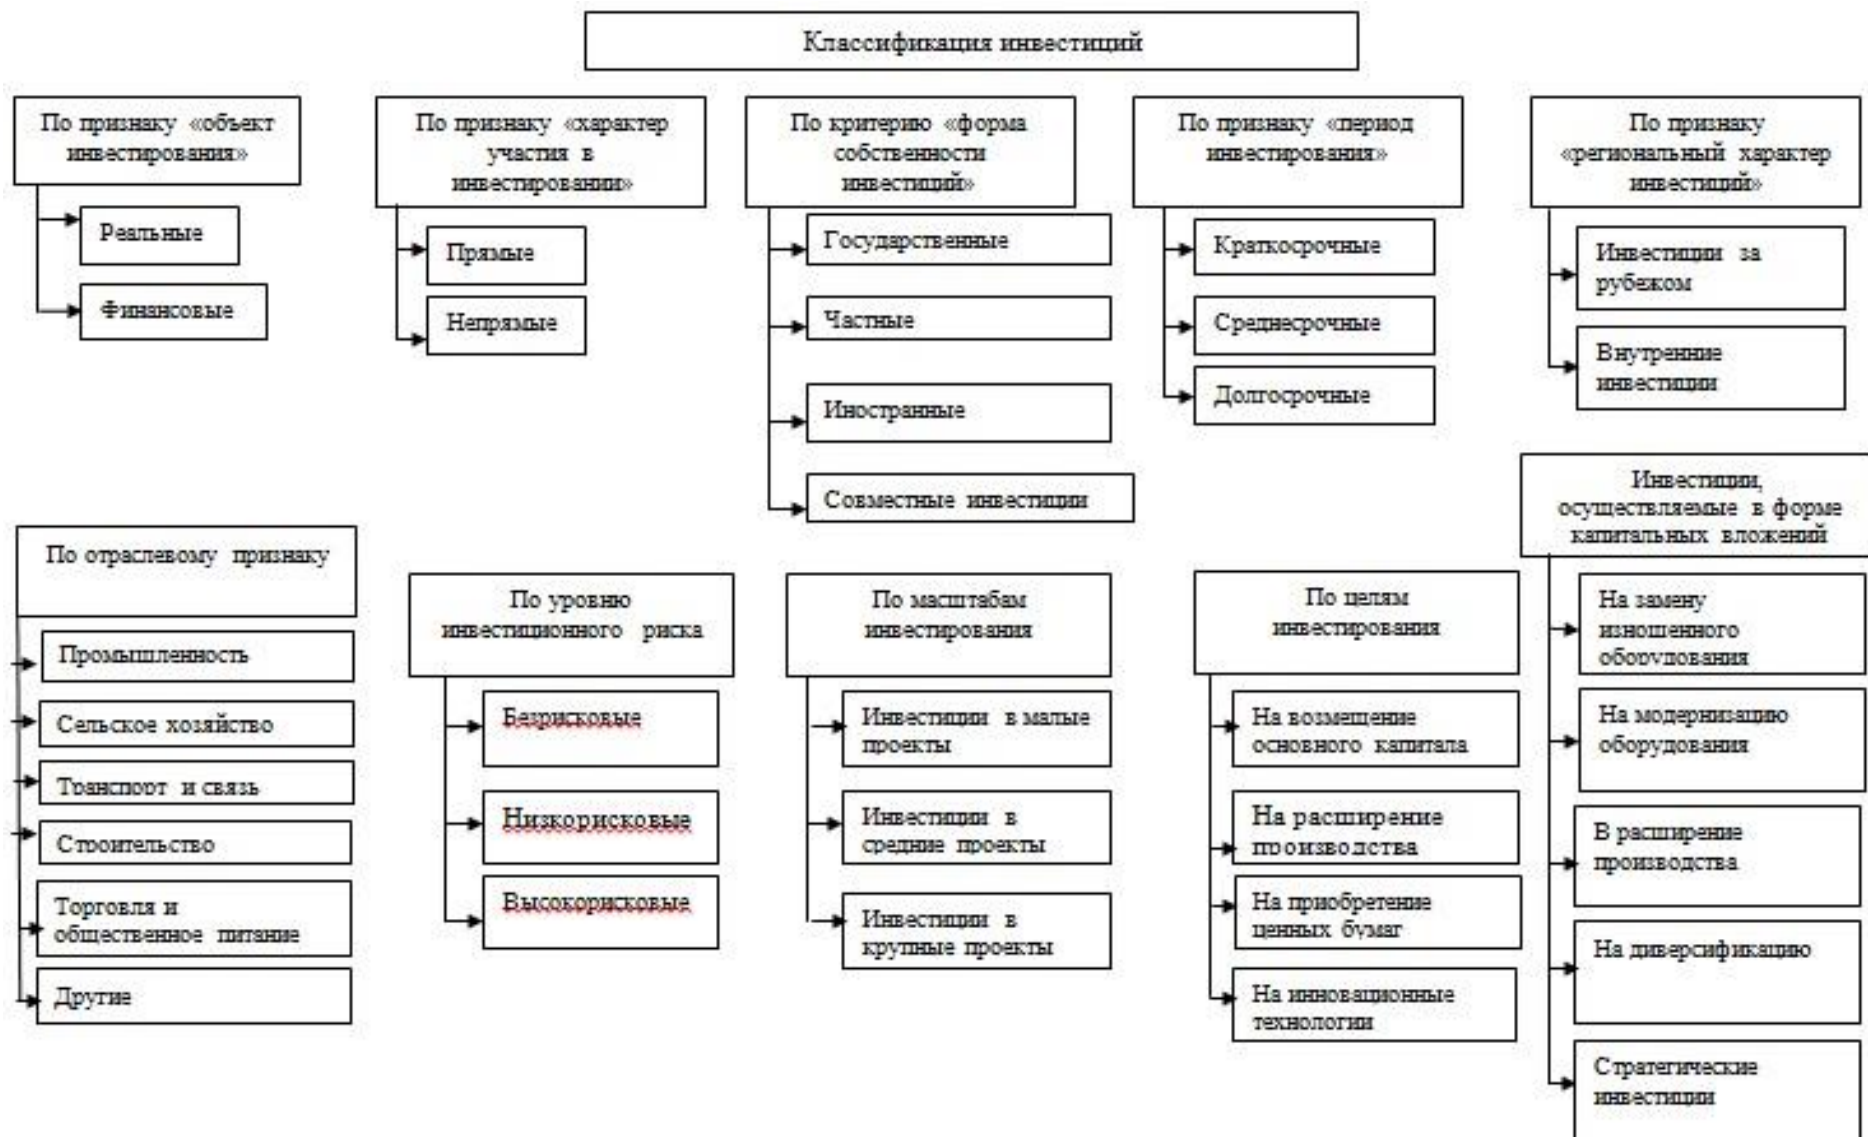 Классификация инвестиций
По признаку «объект
инвестирования»
Реальные
Финансовые
По признаку «характер
участия в
инвестировании»
Прямые
Непрямые
По критерию «форма
собственности
инвестиций»
Государственные
Частные
Иностранные
Совместные инвестиции
По признаку «период
инвестирования»
Краткосрочные
Среднесрочные
Долгосрочные
По признаку
«региональный характер
инвестиций»
Инвестиции за
рубежом
Внутренние
инвестиции
По отраслевому признаку
Промышленность
Сельское хозяйство
Транспорт и связь
Строительство
Торговля и
общественное питание
Другие
По уровню
инвестиционного риска
Безрисковые
Низкорисковые
Высокорисковые
По масштабам
инвестирования
Инвестиции в малые
проекты
Инвестиции в
средние проекты
Инвестиции в
крупные проекты
По целям
инвестирования
На возмещение
основного капитала
На расширение
производства
На приобретение
ценных бумаг
На инновационные
технологии
Инвестиции,
осуществляемые в форме
капитальных вложений
На замену
изношенного
оборудования
На модернизацию
оборудования
В расширение
производства
На диверсификацию
Стратегические
инвестиции